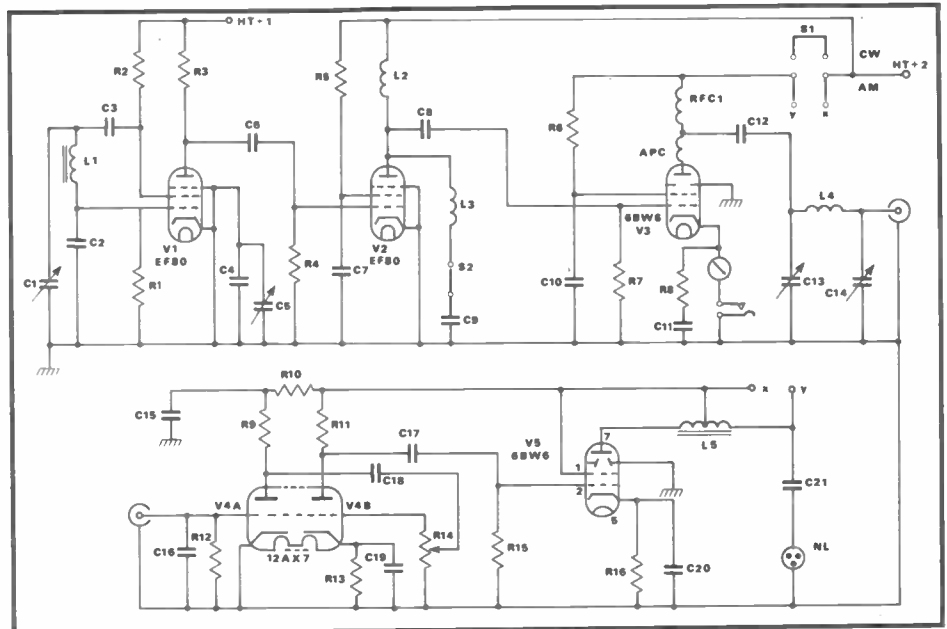 HT+1
S1
CW
HT+2
AM
R2
R3
R5
L2
C3
C6
C8
R6
RFC1
y
x
C12
L1
APC
L3
L4
C2
V1
EF80
C4
C5
R4
V2
EF80
C7
S2
C9
6BW6
V3
C10
R7
R8
C11
C13
C14
C1
R1
R10
x
y
C15
R9
R11
C17
V5
6BW6
7
L5
C18
1
2
C21
V4A
V4B
R14
R15
5
NL
C16
R12
12AX7
R13
C19
R16
C20